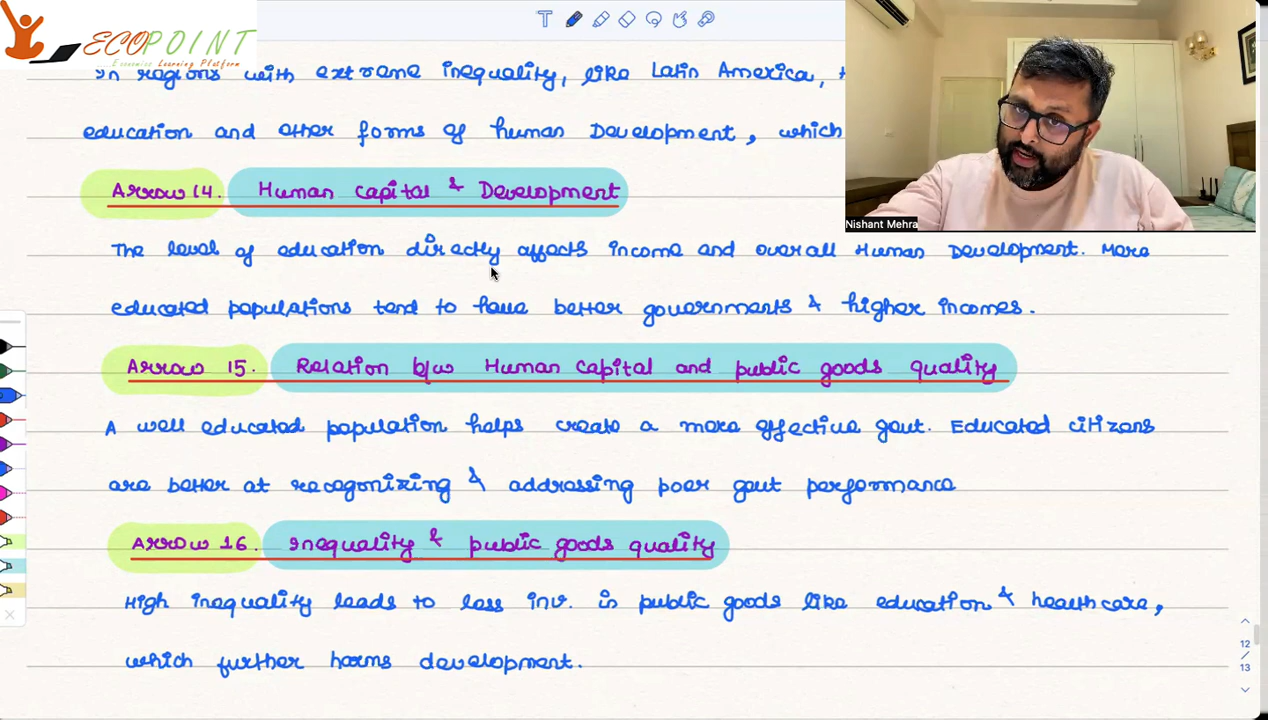 ECOPOINT
Economics Learning Platform
in regions with extreme inequality, like Latin America,
education and other forms of human Development, which
Arrow 14. Human capital & Development
The level of education directly affects income and overall Human Development. More
educated populations tend to have better governments & higher incomes.
Arrow 15. Relation b/w Human Capital and public goods quality
A well educated population helps create a more effective govt. Educated citizens
are better at recogonizing & addressing poor govt performance
Arrow 16. Inequality & public goods quality
High inequality leads to less inv. in public goods like education & healthcare,
which further harms development.
Nishant Mehra
12
13